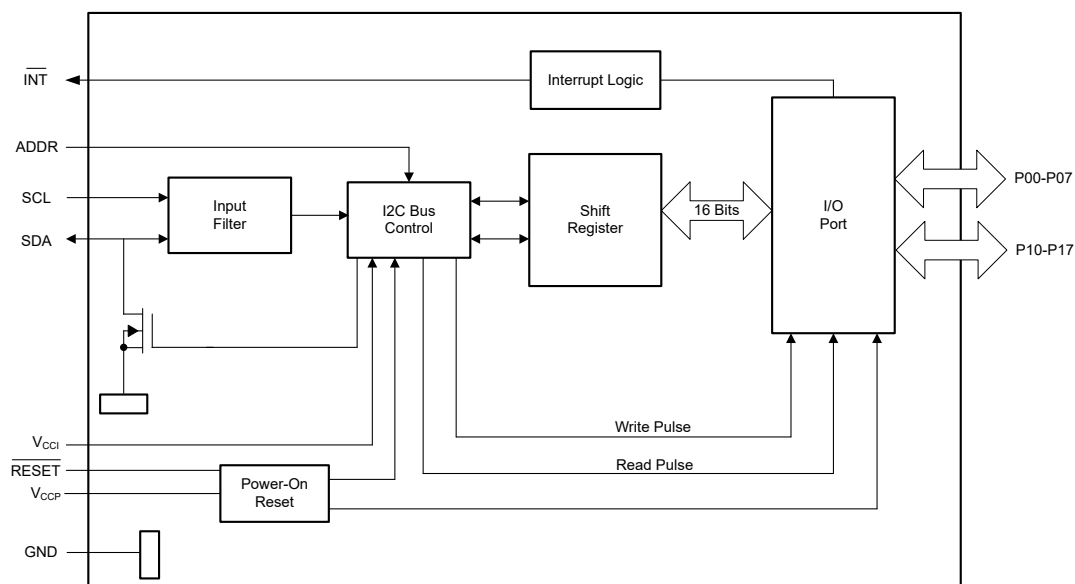 INT
Interrupt Logic
ADDR
SCL
Input
Filter
I2C Bus
Control
Shift
Register
16 Bits
I/O
Port
P00-P07
SDA
P10-P17
Write Pulse
VCCI
RESET
Read Pulse
VCCP
Power-On
Reset
GND